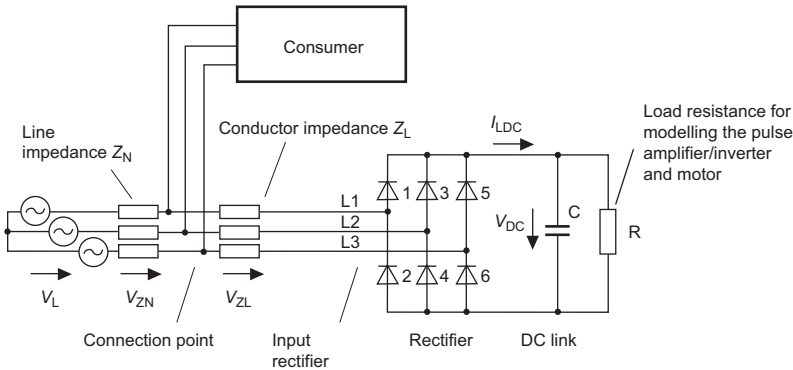 Consumer
Line
impedance Z_N
Conductor impedance Z_L
I_LDC
Load resistance for
modelling the pulse
amplifier/inverter
and motor
L1
L2
L3
1
3
5
V_DC
C
R
2
4
6
V_L
V_ZN
V_ZL
Connection point
Input
rectifier
Rectifier
DC link